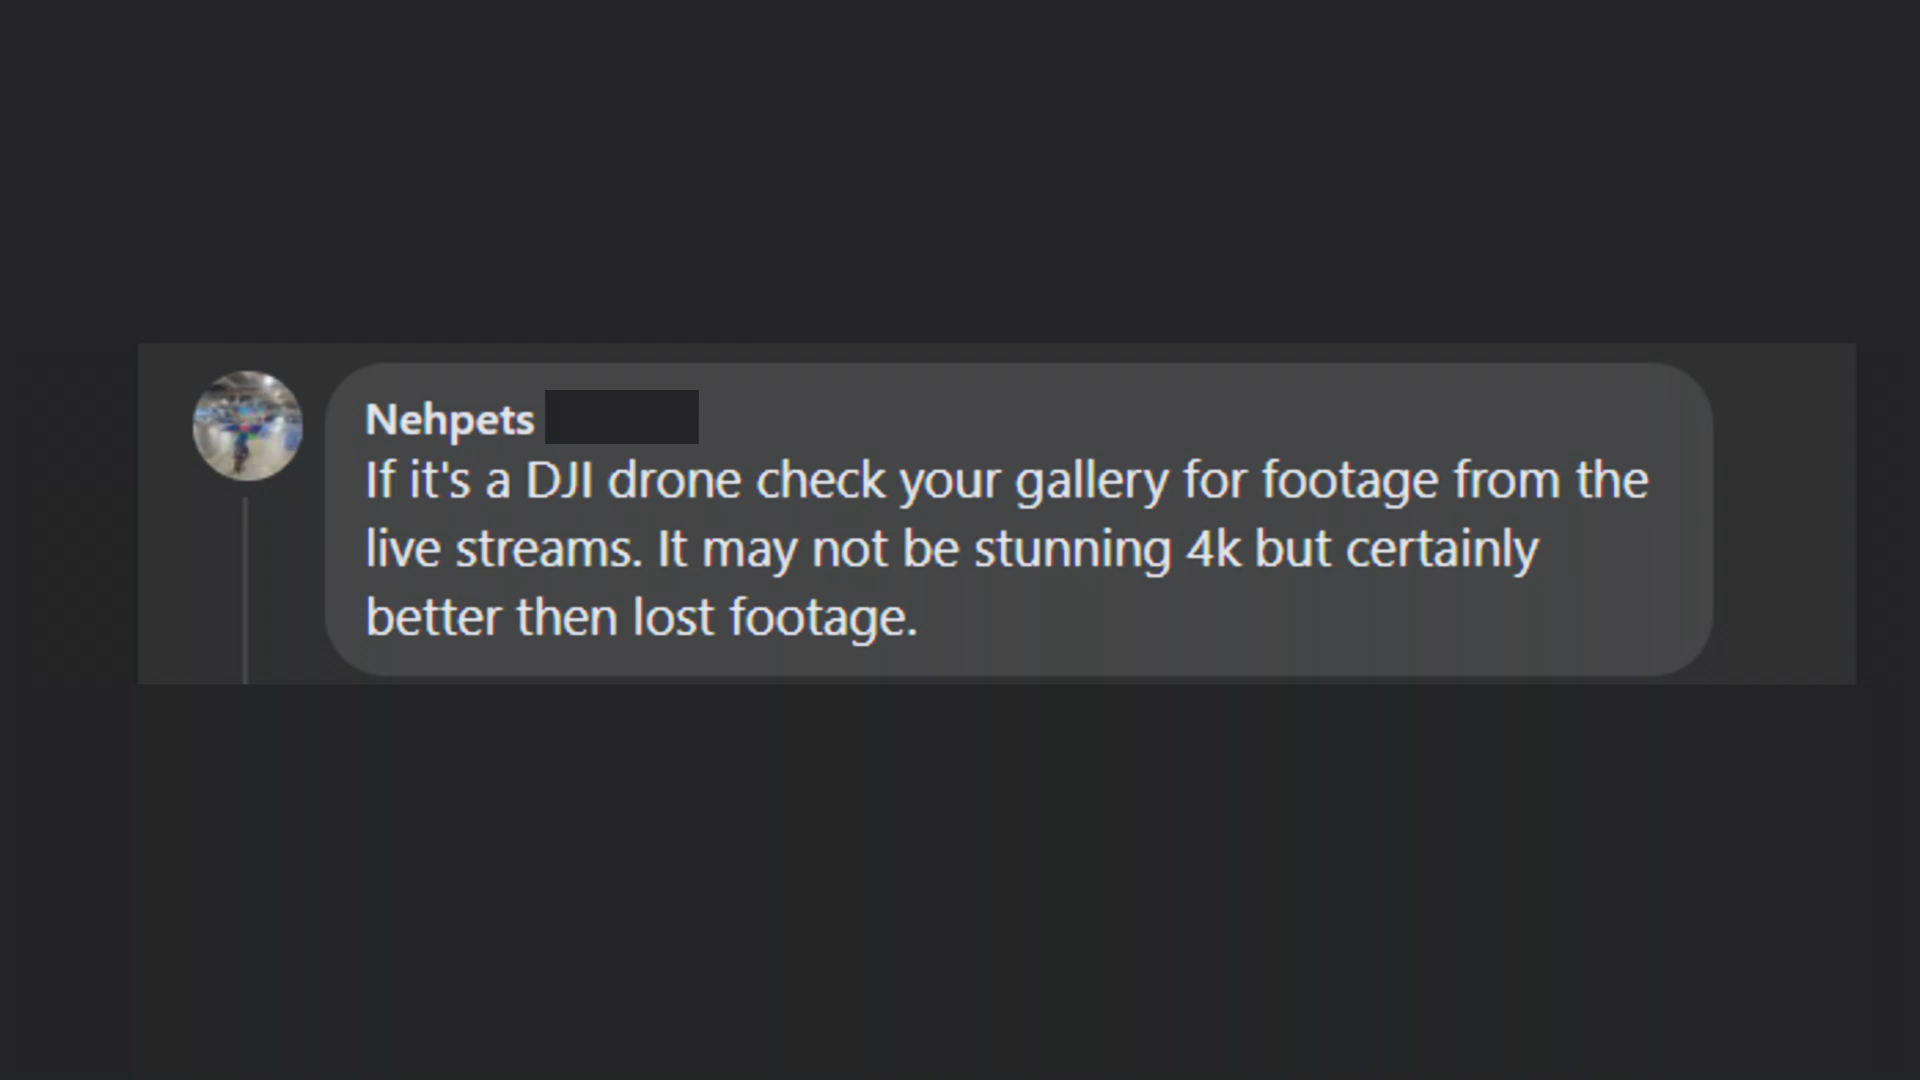 Nehpets
If it's a DJI drone check your gallery for footage from the
live streams. It may not be stunning 4k but certainly
better then lost footage.